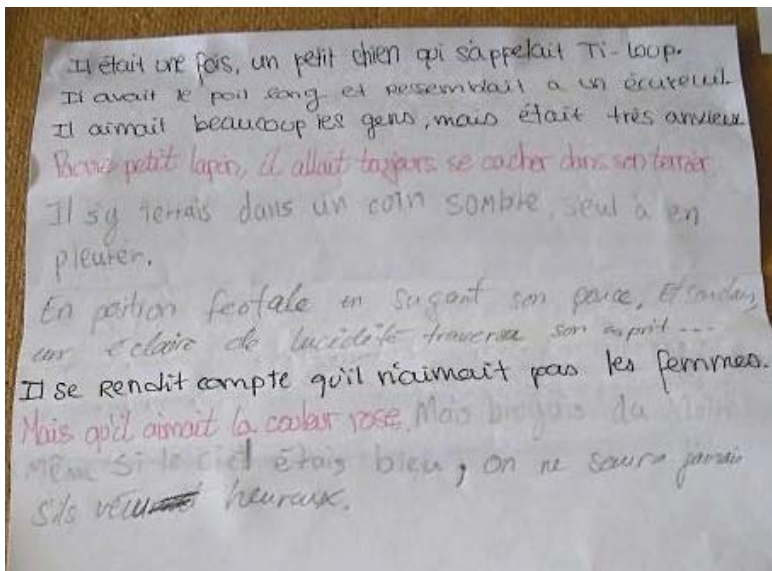 Il était une fois, un petit chien qui s'appelait Ti-loup.
Il avait le poil long et ressemblait a un écureuil.
Il aimait beaucoup les gens, mais était très anxieux
petit lapin, il allait toujours se cacher dans son terrier
Il s'y terrais dans un coin sombre, seul à en
pleurer.
En position feotale en suçant son pouce, Et soudain,
un éclaire de lucidité traversa son esprit...
Il se rendit compte qu'il n'aimait pas les femmes.
Mais qu'il aimait la couleur rose. Mais
même si le ciel étais bleu, on ne saura jamais
s'ils heureux.